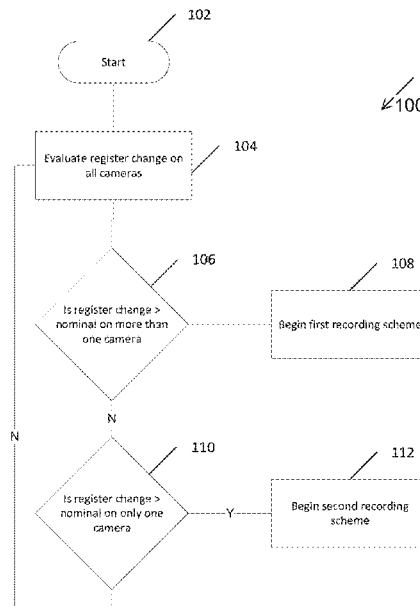 102
Start
100
Evaluate register change on
all cameras
104
106
Is register change >
nominal on more than
one camera
108
Begin first recording scheme
N
N
110
Is register change >
nominal on only one
camera
Y
112
Begin second recording
scheme